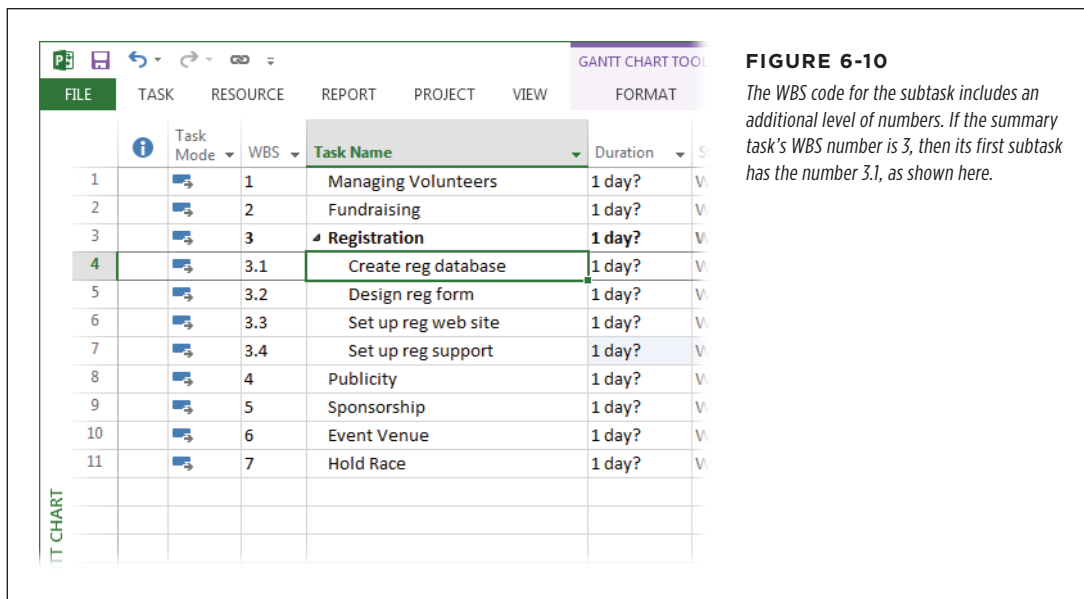 GANTT CHART TOOL
FILE TASK RESOURCE REPORT PROJECT VIEW FORMAT
Task Mode WBS Task Name Duration S
1 1 Managing Volunteers 1 day? W
2 2 Fundraising 1 day? W
3 3 Registration 1 day? W
4 3.1 Create reg database 1 day? W
5 3.2 Design reg form 1 day? W
6 3.3 Set up reg web site 1 day? W
7 3.4 Set up reg support 1 day? W
8 4 Publicity 1 day? W
9 5 Sponsorship 1 day? W
10 6 Event Venue 1 day? W
11 7 Hold Race 1 day? W
TT CHART
FIGURE 6-10
The WBS code for the subtask includes an
additional level of numbers. If the summary
task's WBS number is 3, then its first subtask
has the number 3.1, as shown here.